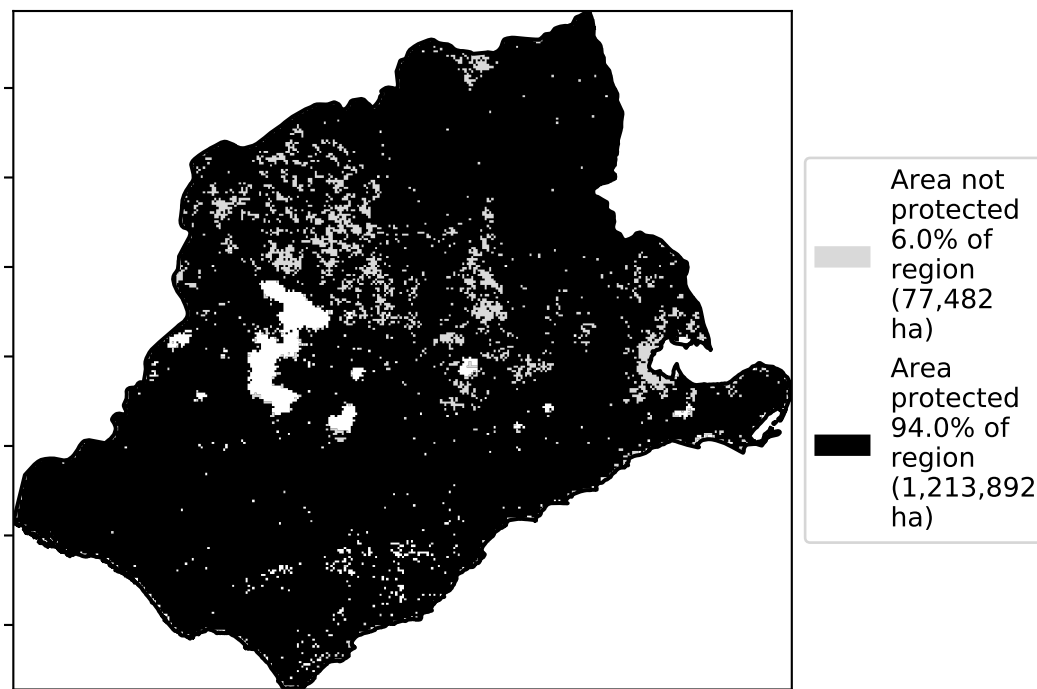 Area not
protected
6.0% of
region
(77,482
ha)
Area
protected
94.0% of
region
(1,213,892
ha)